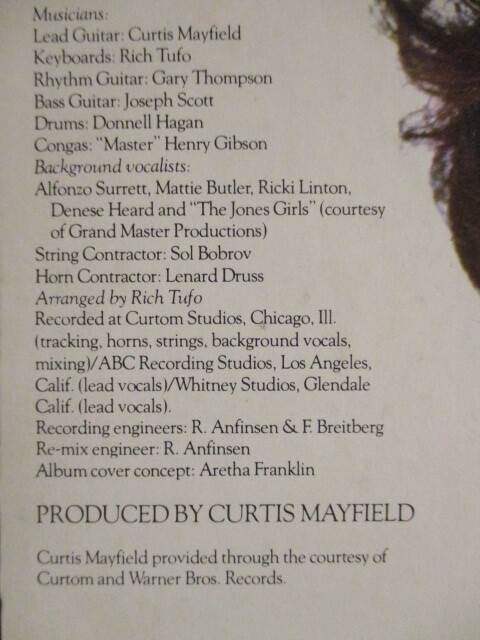 Musicians:
Lead Guitar: Curtis Mayfield
Keyboards: Rich Tufo
Rhythm Guitar: Gary Thompson
Bass Guitar: Joseph Scott
Drums: Donnell Hagan
Congas: "Master" Henry Gibson
Background vocalists:
Alfonzo Surrett, Mattie Butler, Ricki Linton,
Denese Heard and "The Jones Girls" (courtesy
of Grand Master Productions)
String Contractor: Sol Bobrov
Horn Contractor: Lenard Druss
Arranged by Rich Tufo
Recorded at Curtom Studios, Chicago, Ill.
(tracking, horns, strings, background vocals,
mixing)/ABC Recording Studios, Los Angeles,
Calif. (lead vocals)/Whitney Studios, Glendale
Calif. (lead vocals).
Recording engineers: R. Anfinsen & F. Breitberg
Re-mix engineer: R. Anfinsen
Album cover concept: Aretha Franklin
PRODUCED BY CURTIS MAYFIELD
Curtis Mayfield provided through the courtesy of
Curtom and Warner Bros. Records.